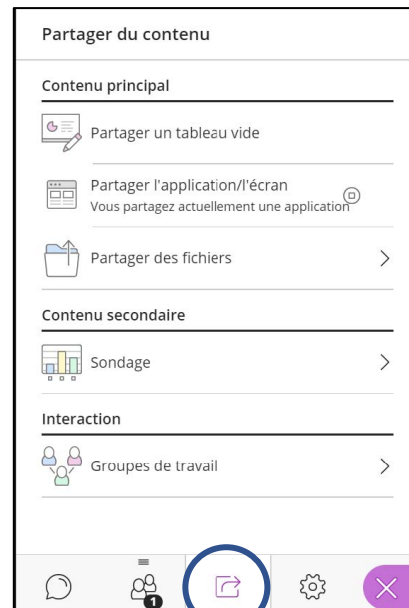 Partager du contenu
Contenu principal
Partager un tableau vide
Partager l'application/l'écran
Vous partagez actuellement une application
Partager des fichiers
Contenu secondaire
Sondage
Interaction
Groupes de travail
1